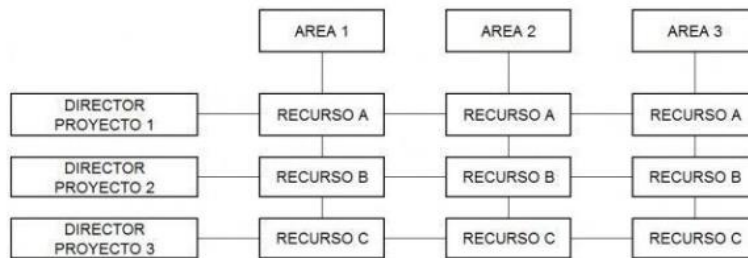 AREA 1 AREA 2 AREA 3
DIRECTOR
PROYECTO 1
RECURSO A RECURSO A RECURSO A
DIRECTOR
PROYECTO 2
RECURSO B RECURSO B RECURSO B
DIRECTOR
PROYECTO 3
RECURSO C RECURSO C RECURSO C